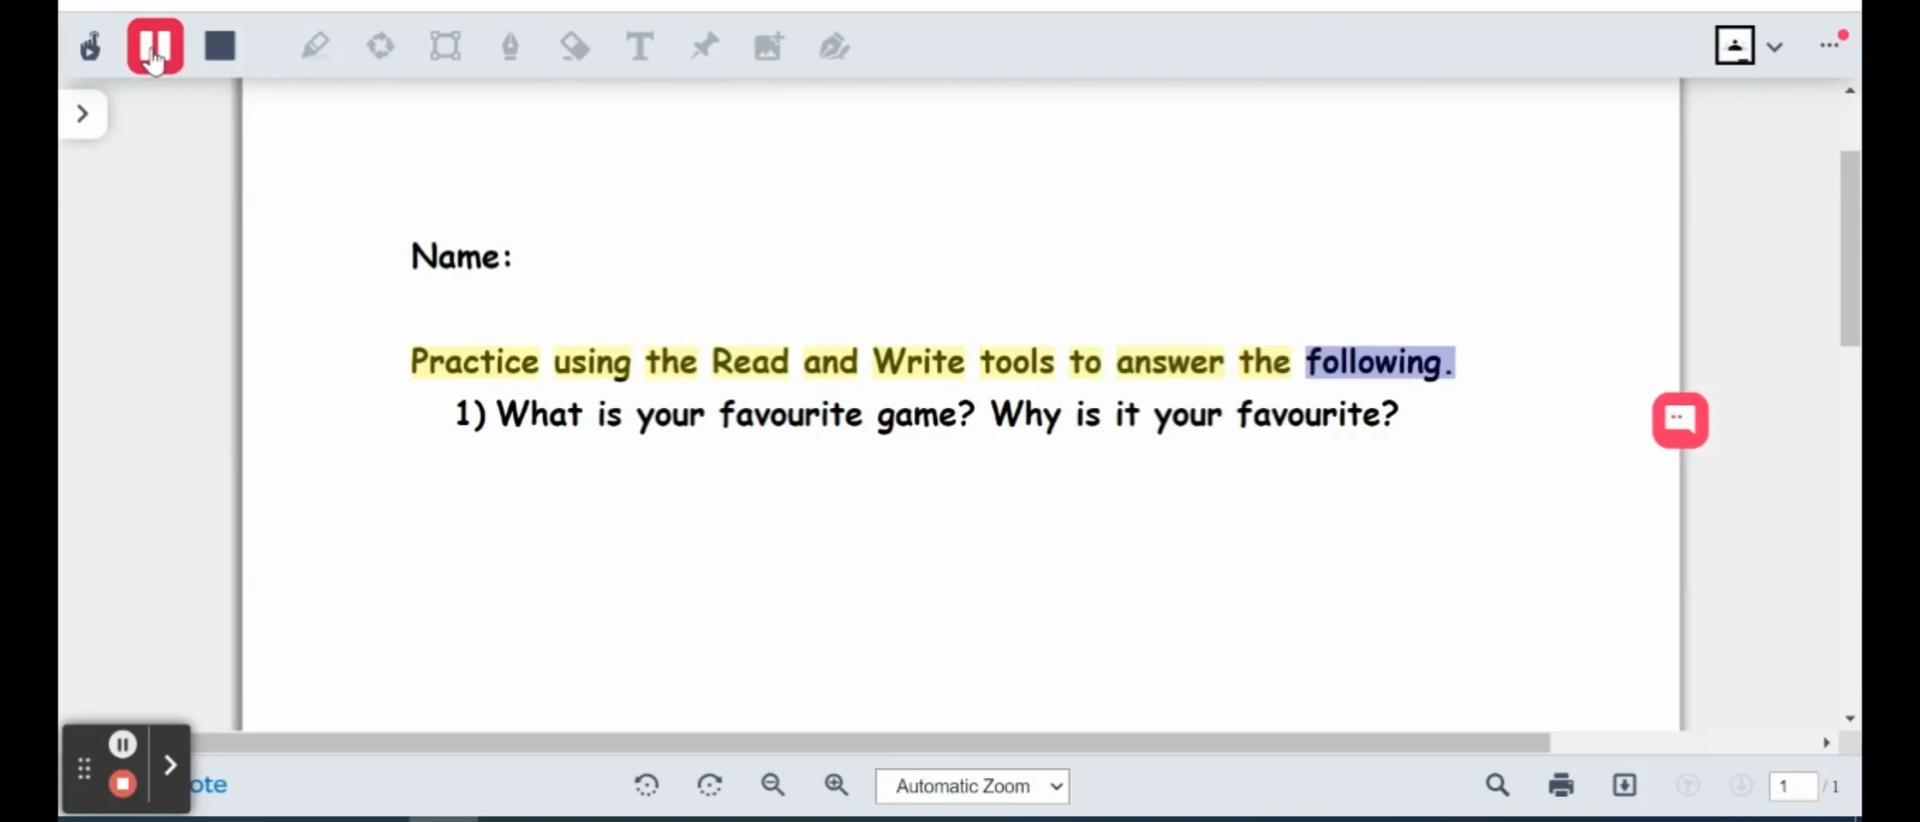 Name:
Practice using the Read and Write tools to answer the following.
1) What is your favourite game? Why is it your favourite?
ote
Automatic Zoom
1 / 1